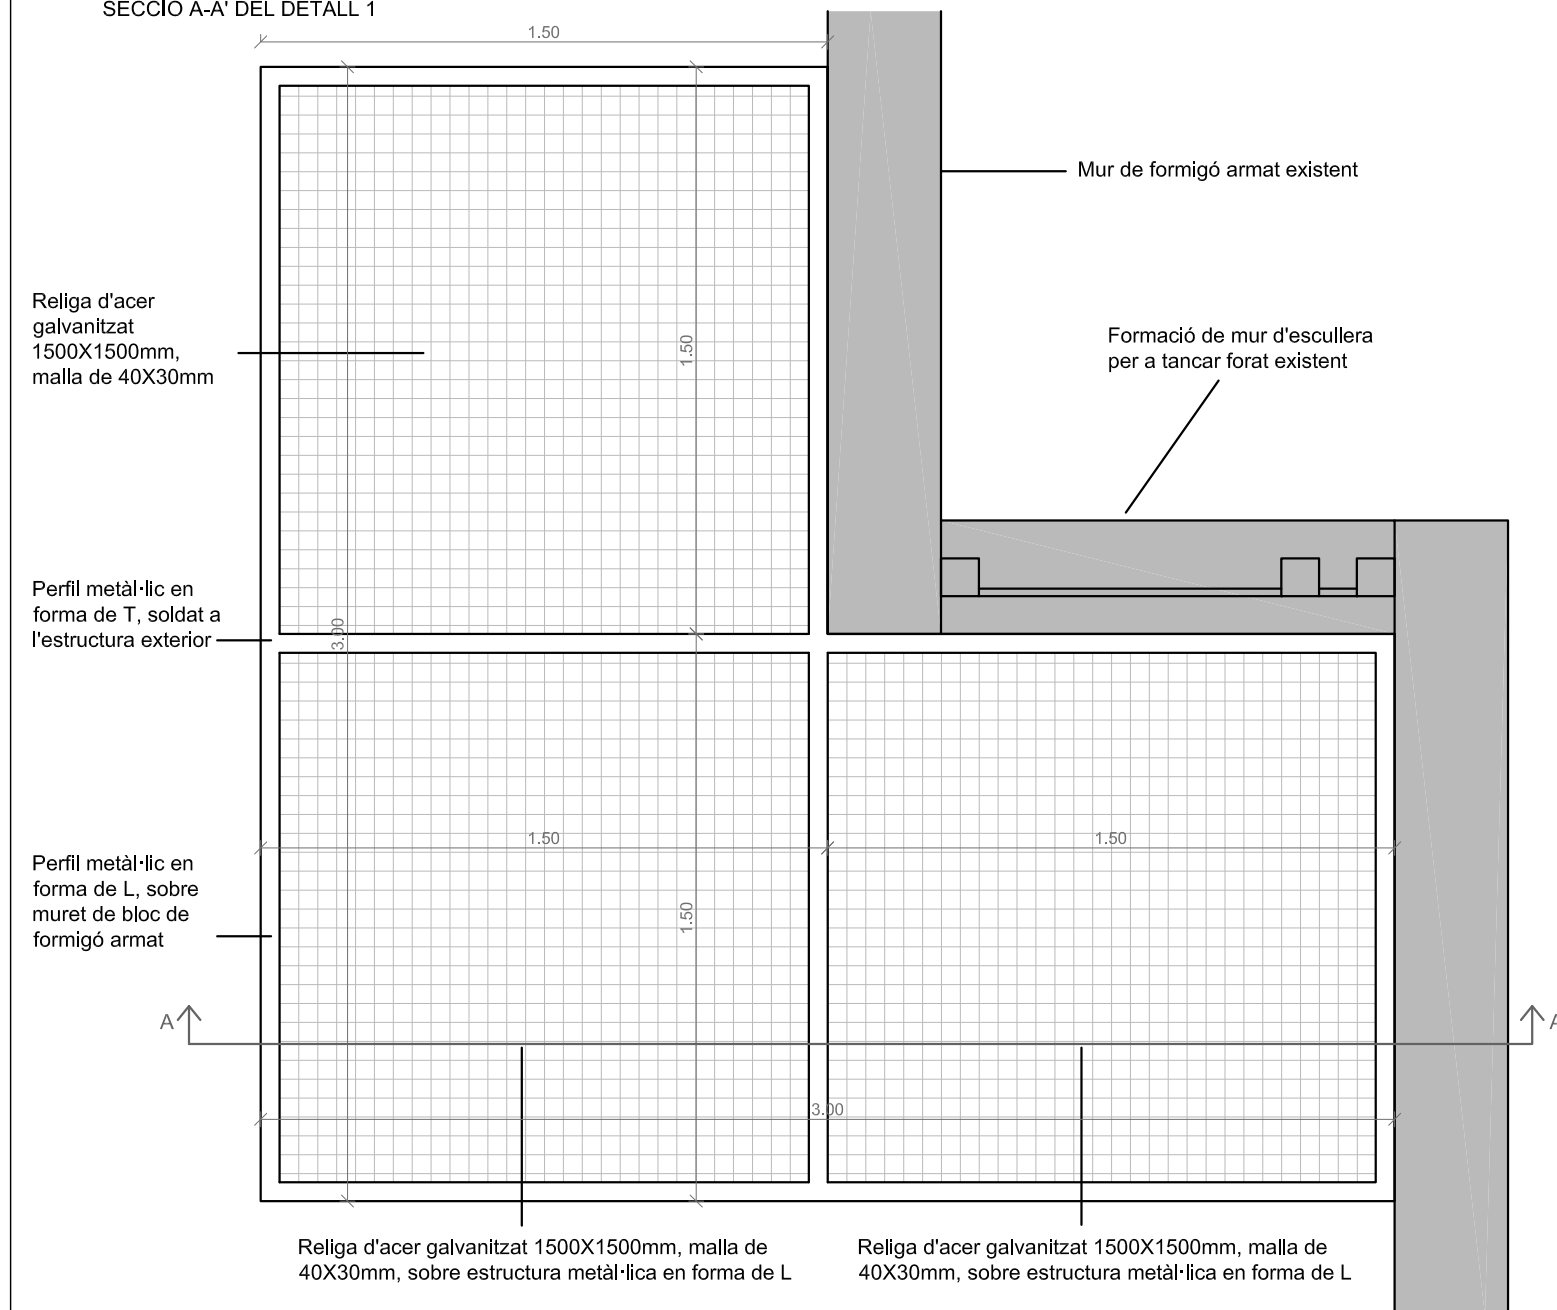 SECCIÓ A-A' DEL DETALL 1
1.50
Mur de formigó armat existent
Religa d'acer
galvanitzat
1500X1500mm,
malla de 40X30mm
1.50
Formació de mur d'escullera
per a tancar forat existent
Perfil metàl·lic en
forma de T, soldat a
l'estructura exterior
3.00
1.50
1.50
Perfil metàl·lic en
forma de L, sobre
muret de bloc de
formigó armat
1.50
A
A
3.00
Religa d'acer galvanitzat 1500X1500mm, malla de
40X30mm, sobre estructura metàl·lica en forma de L
Religa d'acer galvanitzat 1500X1500mm, malla de
40X30mm, sobre estructura metàl·lica en forma de L